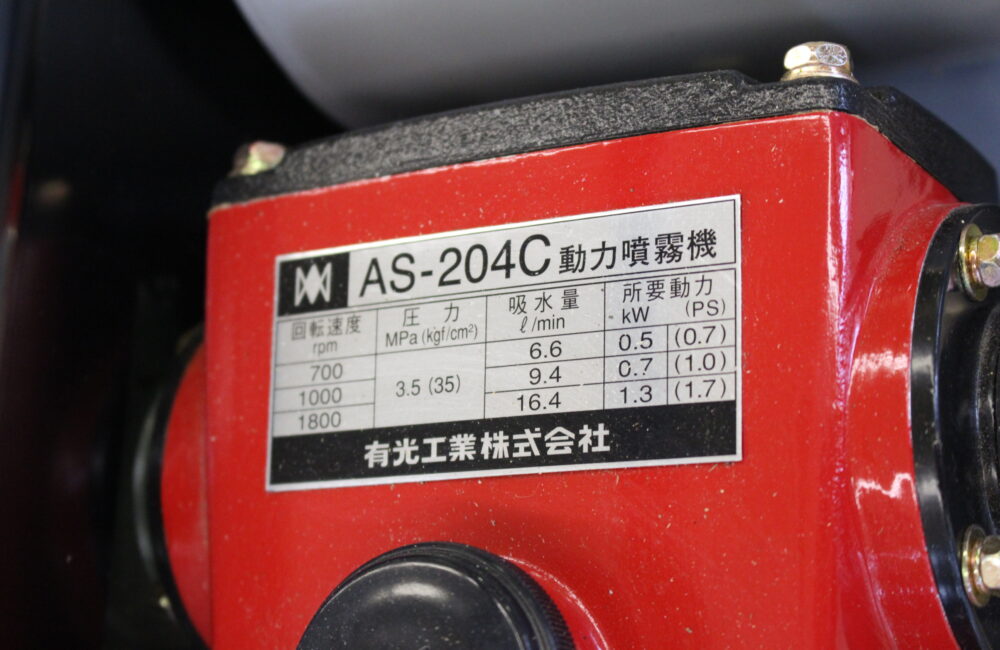 AS-204C 動力噴霧機
回転速度 圧力 吸水量 所要動力
rpm MPa (kgf/cm²) ℓ/min kW (PS)
700 3.5 (35) 6.6 0.5 (0.7)
1000 9.4 0.7 (1.0)
1800 16.4 1.3 (1.7)
有光工業株式会社